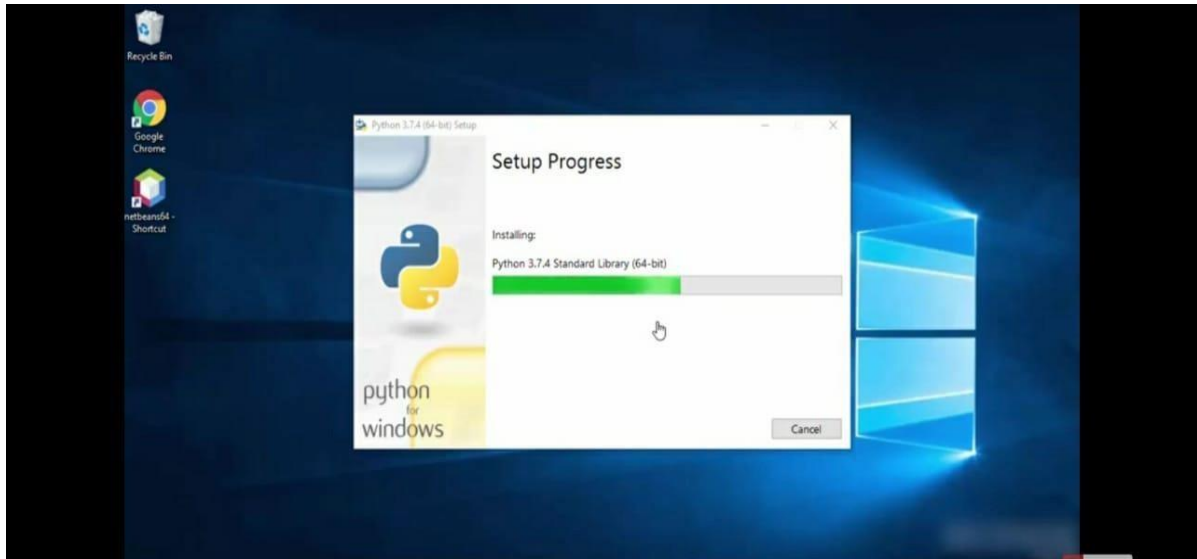 Recycle Bin
Google
Chrome
netbeans64 -
Shortcut
Python 3.7.4 (64-bit) Setup
Setup Progress
Installing:
Python 3.7.4 Standard Library (64-bit)
python
for
windows
Cancel